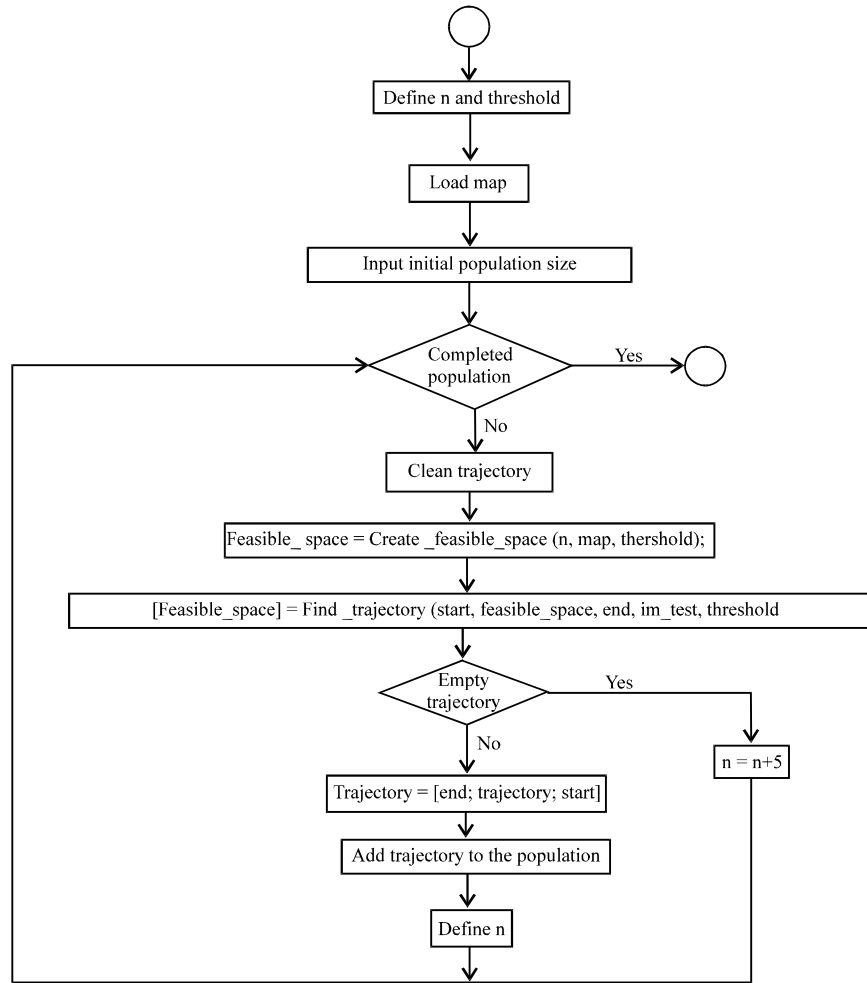 Define n and threshold
Load map
Input initial population size
Completed
population
Yes
No
Clean trajectory
Feasible_ space = Create _feasible_space (n, map, thershold);
[Feasible_space] = Find _trajectory (start, feasible_space, end, im_test, threshold
Empty
trajectory
Yes
No
n = n+5
Trajectory = [end; trajectory; start]
Add trajectory to the population
Define n